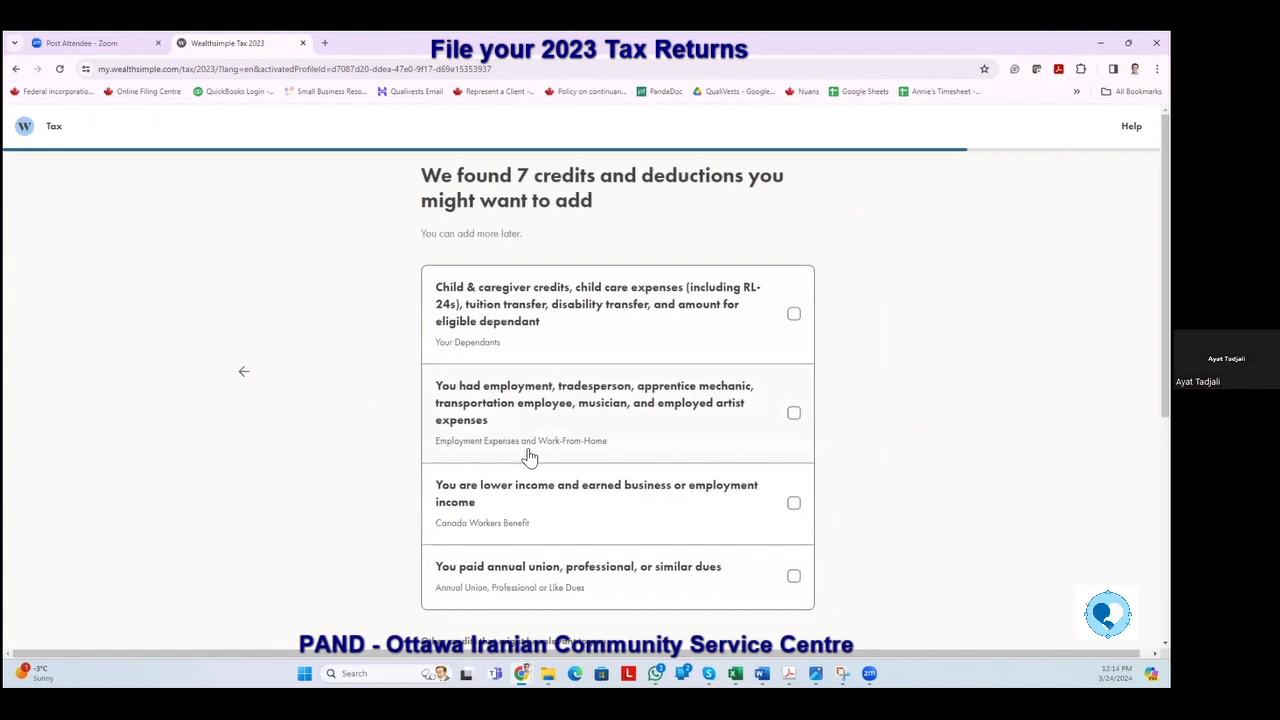 File your 2023 Tax Returns
Post Attendee - Zoom
Wealthsimple Tax 2023
my.wealthsimple.com/tax/2023/?lang=en&activatedProfileId=d7087d20-ddea-47e0-9f17-d69e15353937
Federal incorporatio...
Online Filing Centre
QuickBooks Login -...
Small Business Reso...
Qualivests Email
Represent a Client -...
Policy on continuan...
PandaDoc
QualiVests - Google...
Nuans
Google Sheets
Annie's Timesheet -...
All Bookmarks
W Tax
Help
We found 7 credits and deductions you
might want to add
You can add more later.
Child & caregiver credits, child care expenses (including RL-
24s), tuition transfer, disability transfer, and amount for
eligible dependant
Your Dependants
You had employment, tradesperson, apprentice mechanic,
transportation employee, musician, and employed artist
expenses
Employment Expenses and Work-From-Home
You are lower income and earned business or employment
income
Canada Workers Benefit
You paid annual union, professional, or similar dues
Annual Union, Professional or Like Dues
Ayat Tadjali
Ayat Tadjali
PAND - Ottawa Iranian Community Service Centre
-3°C
Sunny
Search
12:14 PM
3/24/2024